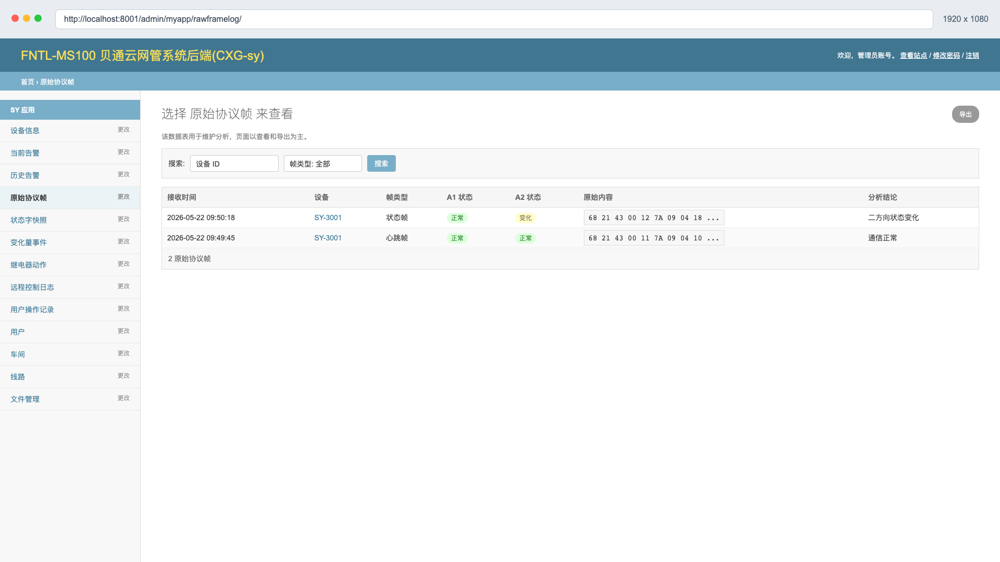 http://localhost:8001/admin/myapp/rawframelog/
1920 x 1080
FNTL-MS100 贝通云网管系统后端(CXG-sy)
欢迎，管理员账号。 查看站点 / 修改密码 / 注销
首页 › 原始协议帧
SY 应用
设备信息 更改
当前告警 更改
历史告警 更改
原始协议帧 更改
状态字快照 更改
变化量事件 更改
继电器动作 更改
远程控制日志 更改
用户操作记录 更改
用户 更改
车间 更改
线路 更改
文件管理 更改
选择 原始协议帧 来查看
导出
该数据表用于维护分析，页面以查看和导出为主。
搜索: 设备 ID 帧类型: 全部 搜索
接收时间 设备 帧类型 A1 状态 A2 状态 原始内容 分析结论
2026-05-22 09:50:18 SY-3001 状态帧 正常 变化 68 21 43 00 12 7A 09 04 18 ... 二方向状态变化
2026-05-22 09:49:45 SY-3001 心跳帧 正常 正常 68 21 43 00 11 7A 09 04 10 ... 通信正常
2 原始协议帧